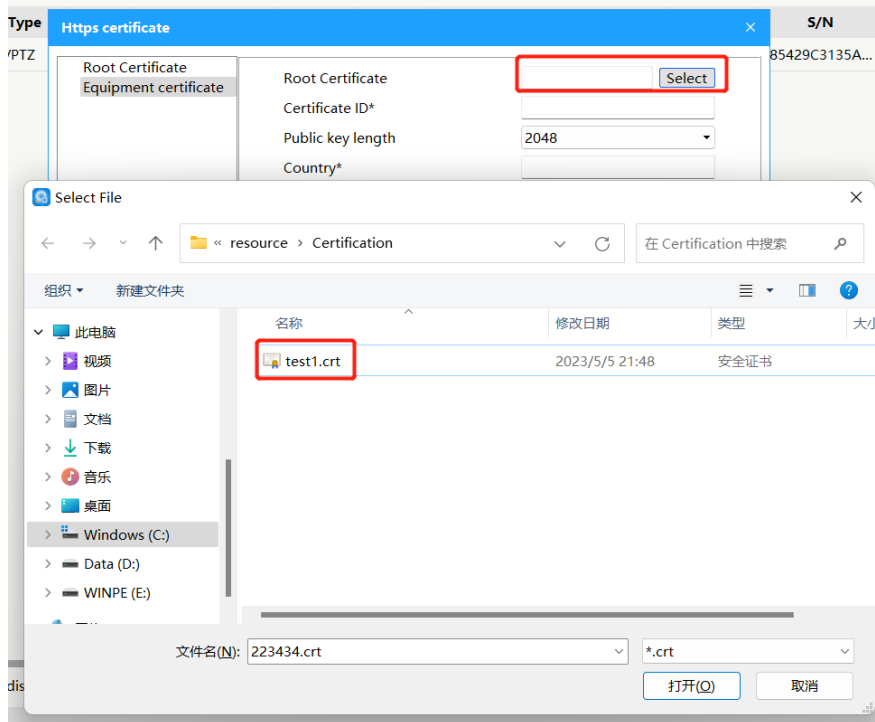 Type
Https certificate
S/N
/PTZ
85429C3135A...
Root Certificate
Equipment certificate
Root Certificate
Select
Certificate ID*
Public key length
2048
Country*
Select File
« resource › Certification
在 Certification 中搜索
组织
新建文件夹
名称
修改日期
类型
大小
此电脑
视频
图片
文档
下载
音乐
桌面
Windows (C:)
Data (D:)
WINPE (E:)
test1.crt
2023/5/5 21:48
安全证书
文件名(N):
223434.crt
*.crt
打开(O)
取消
dis